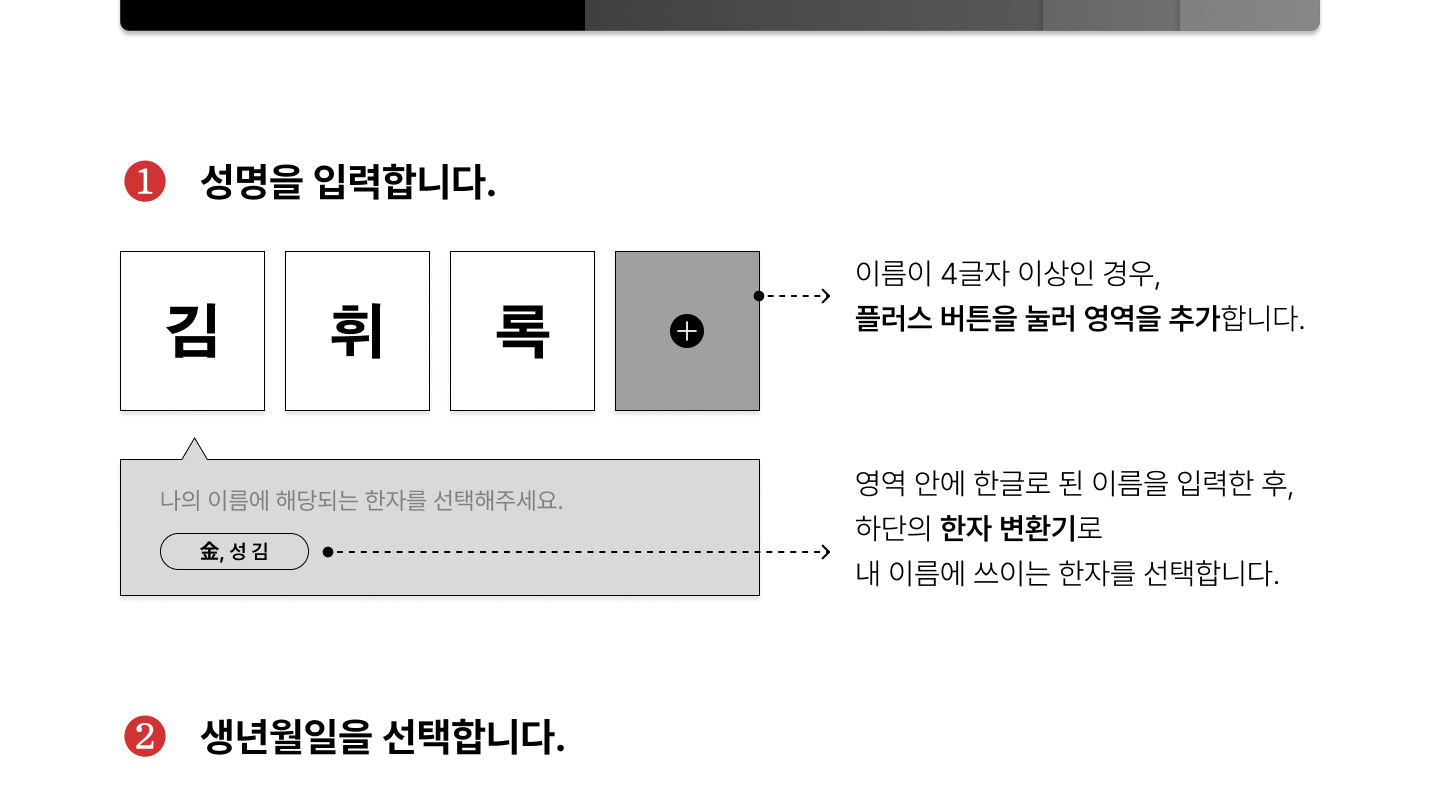 1 성명을 입력합니다.
김 휘 록 +
이름이 4글자 이상인 경우,
플러스 버튼을 눌러 영역을 추가합니다.
나의 이름에 해당되는 한자를 선택해주세요.
金, 성 김
영역 안에 한글로 된 이름을 입력한 후,
하단의 한자 변환기로
내 이름에 쓰이는 한자를 선택합니다.
2 생년월일을 선택합니다.